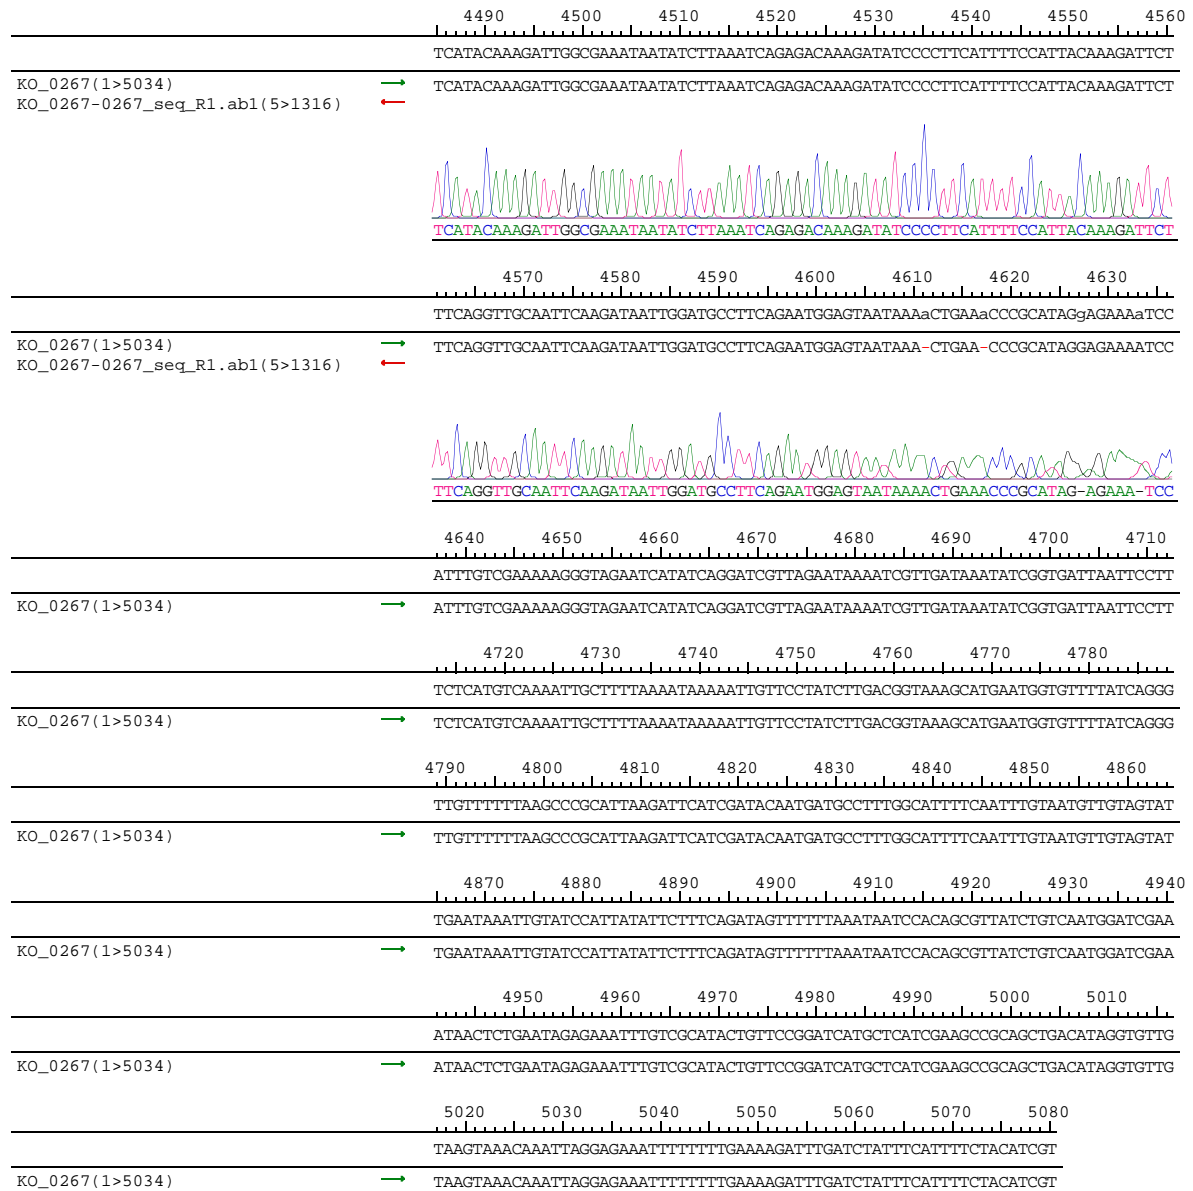 4490 4500 4510 4520 4530 4540 4550 4560
TCATACAAAGATTGGCGAAATAATATCTTAAATCAGAGACAAAGATATCCCCTTCATTTTCCATTACAAAGATTCT
KO_0267(1>5034) TCATACAAAGATTGGCGAAATAATATCTTAAATCAGAGACAAAGATATCCCCTTCATTTTCCATTACAAAGATTCT
KO_0267-0267_seq_R1.ab1(5>1316)
TCATACAAAGATTGGCGAAATAATATCTTAAATCAGAGACAAAGATATCCCCTTCATTTTCCATTACAAAGATTCT
4570 4580 4590 4600 4610 4620 4630
TTCAGGTTGCAATTCAAGATAATTGGATGCCTTCAGAATGGAGTAATAAAaCTGAAaCCCGCATAGgAGAAAaTCC
KO_0267(1>5034) TTCAGGTTGCAATTCAAGATAATTGGATGCCTTCAGAATGGAGTAATAAA-CTGAA-CCCGCATAGGAGAAAATCC
KO_0267-0267_seq_R1.ab1(5>1316)
TTCAGGTTGCAATTCAAGATAATTGGATGCCTTCAGAATGGAGTAATAAAACTGAAACCCGCATAG-AGAAA-TCC
4640 4650 4660 4670 4680 4690 4700 4710
ATTTGTCGAAAAAGGGTAGAATCATATCAGGATCGTTAGAATAAAATCGTTGATAAATATCGGTGATTAATTCCTT
KO_0267(1>5034) ATTTGTCGAAAAAGGGTAGAATCATATCAGGATCGTTAGAATAAAATCGTTGATAAATATCGGTGATTAATTCCTT
4720 4730 4740 4750 4760 4770 4780
TCTCATGTCAAAATTGCTTTTAAAATAAAAATTGTTCCTATCTTGACGGTAAAGCATGAATGGTGTTTTATCAGGG
KO_0267(1>5034) TCTCATGTCAAAATTGCTTTTAAAATAAAAATTGTTCCTATCTTGACGGTAAAGCATGAATGGTGTTTTATCAGGG
4790 4800 4810 4820 4830 4840 4850 4860
TTGTTTTTTAAGCCCGCATTAAGATTCATCGATACAATGATGCCTTTGGCATTTTCAATTTGTAATGTTGTAGTAT
KO_0267(1>5034) TTGTTTTTTAAGCCCGCATTAAGATTCATCGATACAATGATGCCTTTGGCATTTTCAATTTGTAATGTTGTAGTAT
4870 4880 4890 4900 4910 4920 4930 4940
TGAATAAATTGTATCCATTATATTCTTTCAGATAGTTTTTTAAATAATCCACAGCGTTATCTGTCAATGGATCGAA
KO_0267(1>5034) TGAATAAATTGTATCCATTATATTCTTTCAGATAGTTTTTTAAATAATCCACAGCGTTATCTGTCAATGGATCGAA
4950 4960 4970 4980 4990 5000 5010
ATAACTCTGAATAGAGAAATTTGTCGCATACTGTTCCGGATCATGCTCATCGAAGCCGCAGCTGACATAGGTGTTG
KO_0267(1>5034) ATAACTCTGAATAGAGAAATTTGTCGCATACTGTTCCGGATCATGCTCATCGAAGCCGCAGCTGACATAGGTGTTG
5020 5030 5040 5050 5060 5070 5080
TAAGTAAACAAATTAGGAGAAATTTTTTTTGAAAAGATTTGATCTATTTCATTTTCTACATCGT
KO_0267(1>5034) TAAGTAAACAAATTAGGAGAAATTTTTTTTGAAAAGATTTGATCTATTTCATTTTCTACATCGT